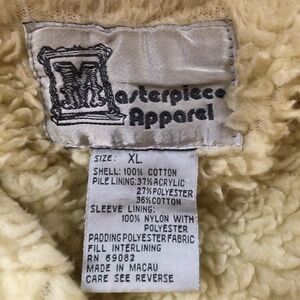 Masterpiece
Apparel
SIZE: XL
SHELL: 100% COTTON
PILE LINING: 37% ACRYLIC
27% POLYESTER
36% COTTON
SLEEVE LINING:
100% NYLON WITH
POLYESTER
PADDING POLYESTER FABRIC
FILL INTERLINING
RN 69082
MADE IN MACAU
CARE SEE REVERSE